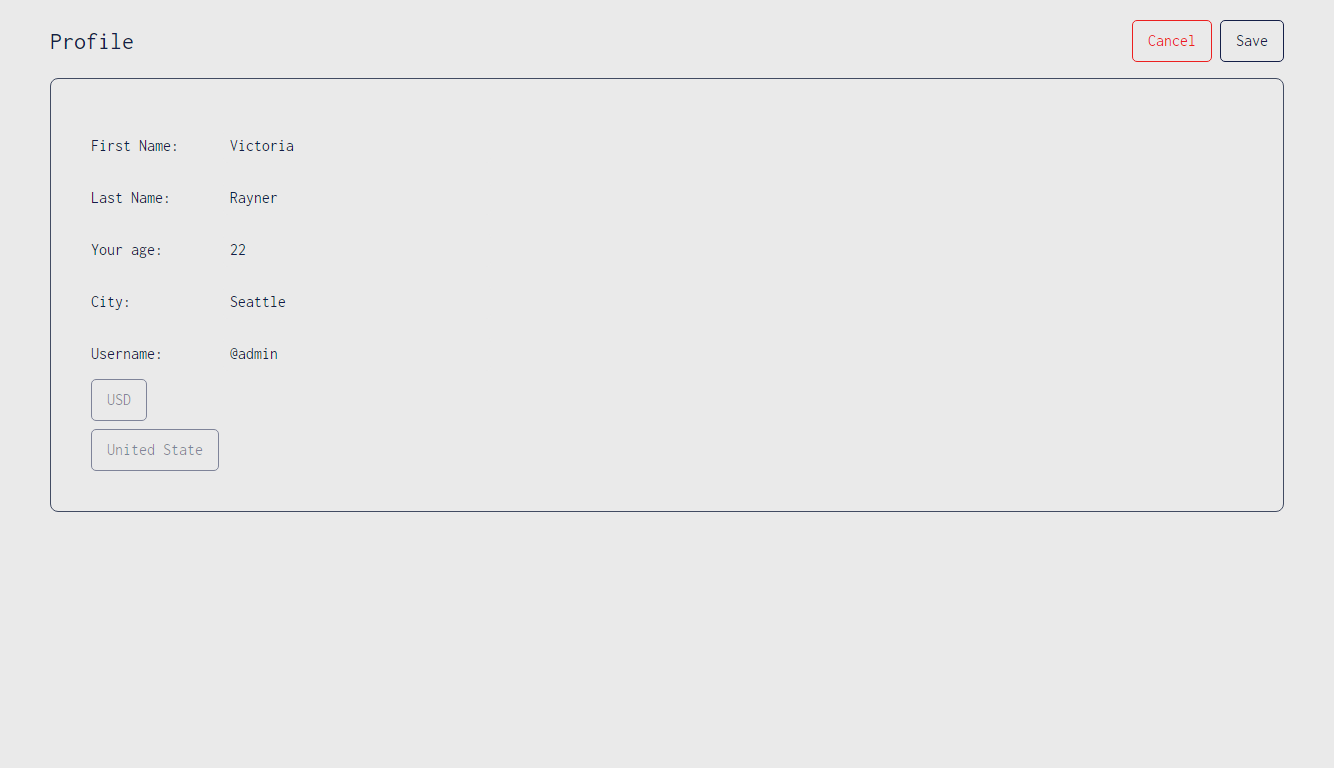 Profile
Cancel
Save
First Name: Victoria
Last Name: Rayner
Your age: 22
City: Seattle
Username: @admin
USD
United State